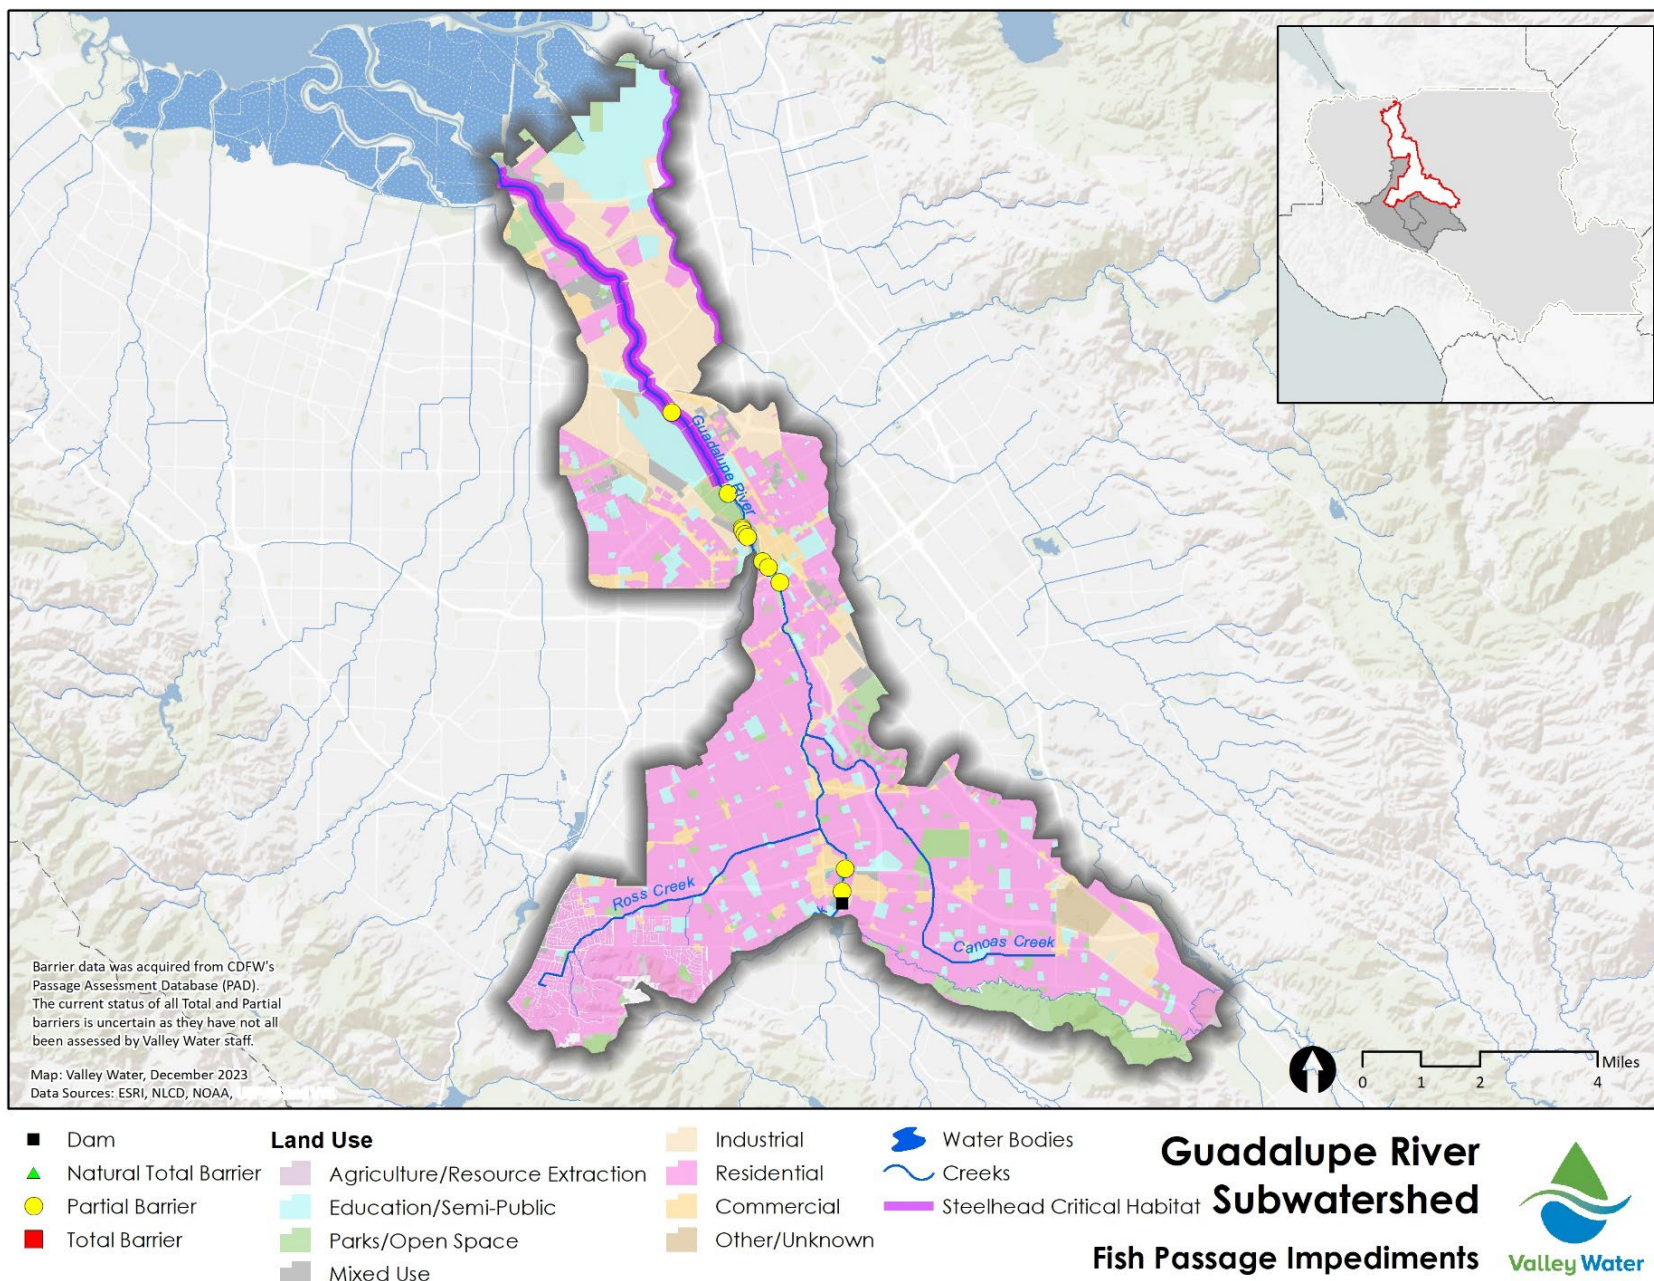 Guadalupe River
Ross Creek
k
Canoas Creek
Barrier data was acquired from CDFW's
Passage Assessment Database (PAD).
The current status of all Total and Partial
barriers is uncertain as they have not all
been assessed by Valley Water staff.
Map: Valley Water, December 2023
Data Sources: ESRI, NLCD, NOAA,
Miles
0 1 2 4
Dam
Natural Total Barrier
Partial Barrier
Total Barrier
Land Use
Agriculture/Resource Extraction
Education/Semi-Public
Parks/Open Space
Mixed Use
Industrial
Residential
Commercial
Other/Unknown
Water Bodies
Creeks
Steelhead Critical Habitat
Guadalupe River
Subwatershed
Fish Passage Impediments
Valley Water